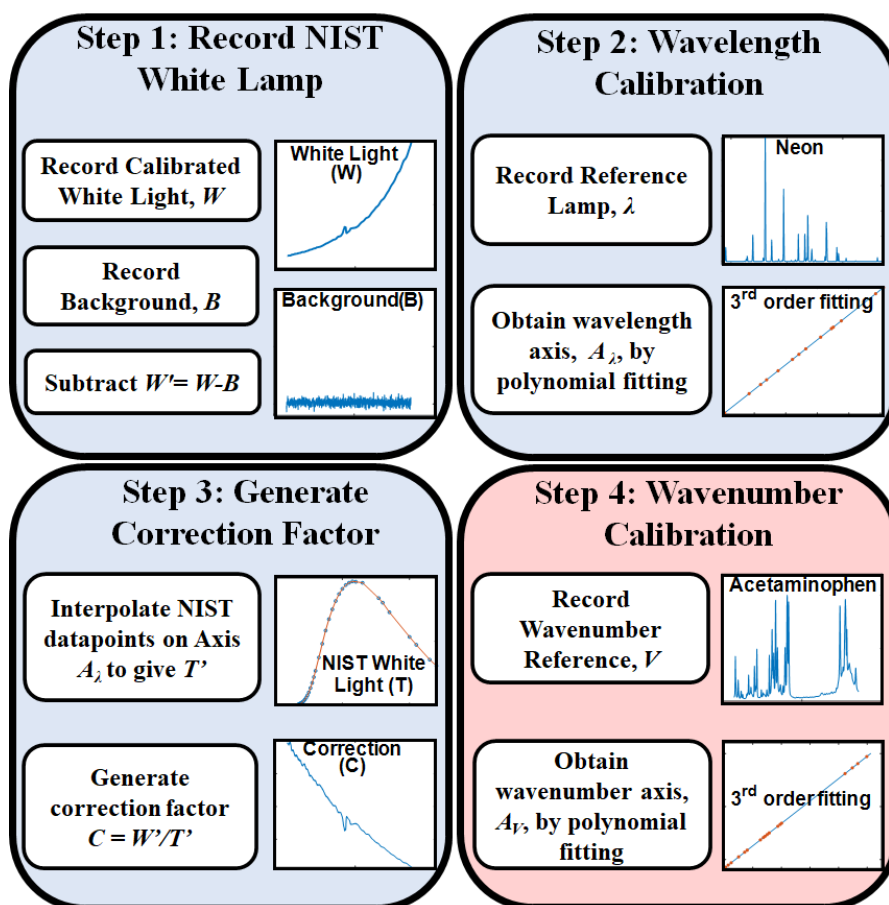 Step 1: Record NIST
White Lamp
Record Calibrated
White Light, W
White Light
(W)
Record
Background, B
Background(B)
Subtract W'= W-B
Step 2: Wavelength
Calibration
Record Reference
Lamp, λ
Neon
Obtain wavelength
axis, Aλ, by
polynomial fitting
3rd order fitting
Step 3: Generate
Correction Factor
Interpolate NIST
datapoints on Axis
Aλ to give T’
NIST White
Light (T)
Generate
correction factor
C = W’/T’
Correction
(C)
Step 4: Wavenumber
Calibration
Record
Wavenumber
Reference, V
Acetaminophen
Obtain
wavenumber axis,
AV, by polynomial
fitting
3rd order fitting